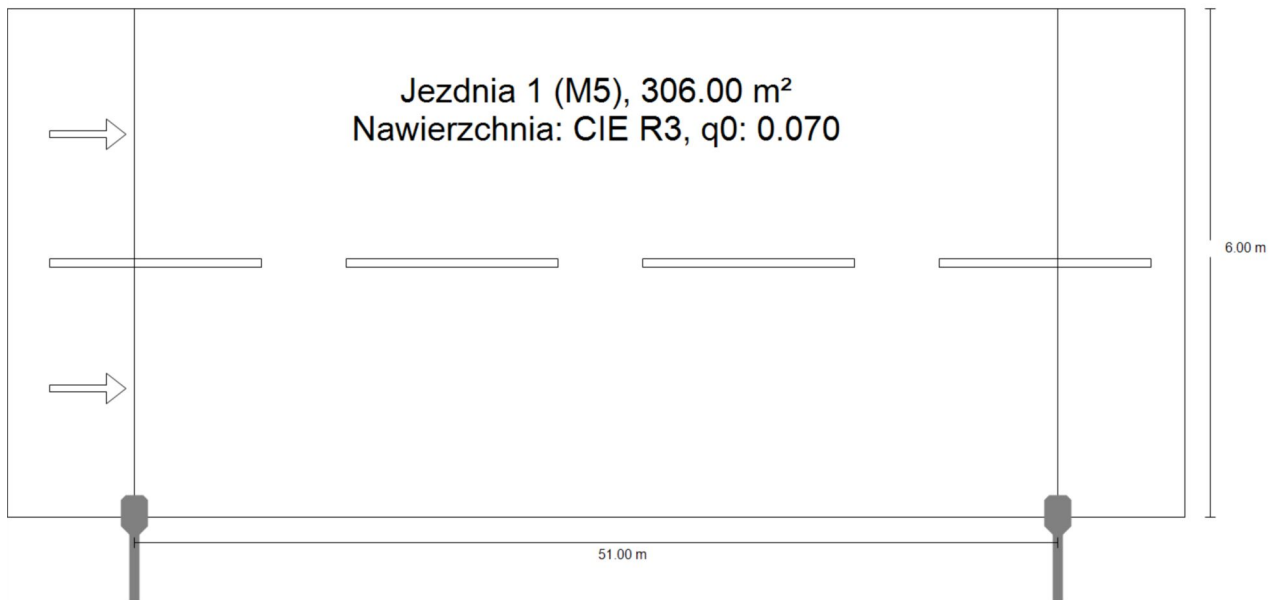 Jezdnia 1 (M5), 306.00 m²
Nawierzchnia: CIE R3, q0: 0.070
6.00 m
51.00 m